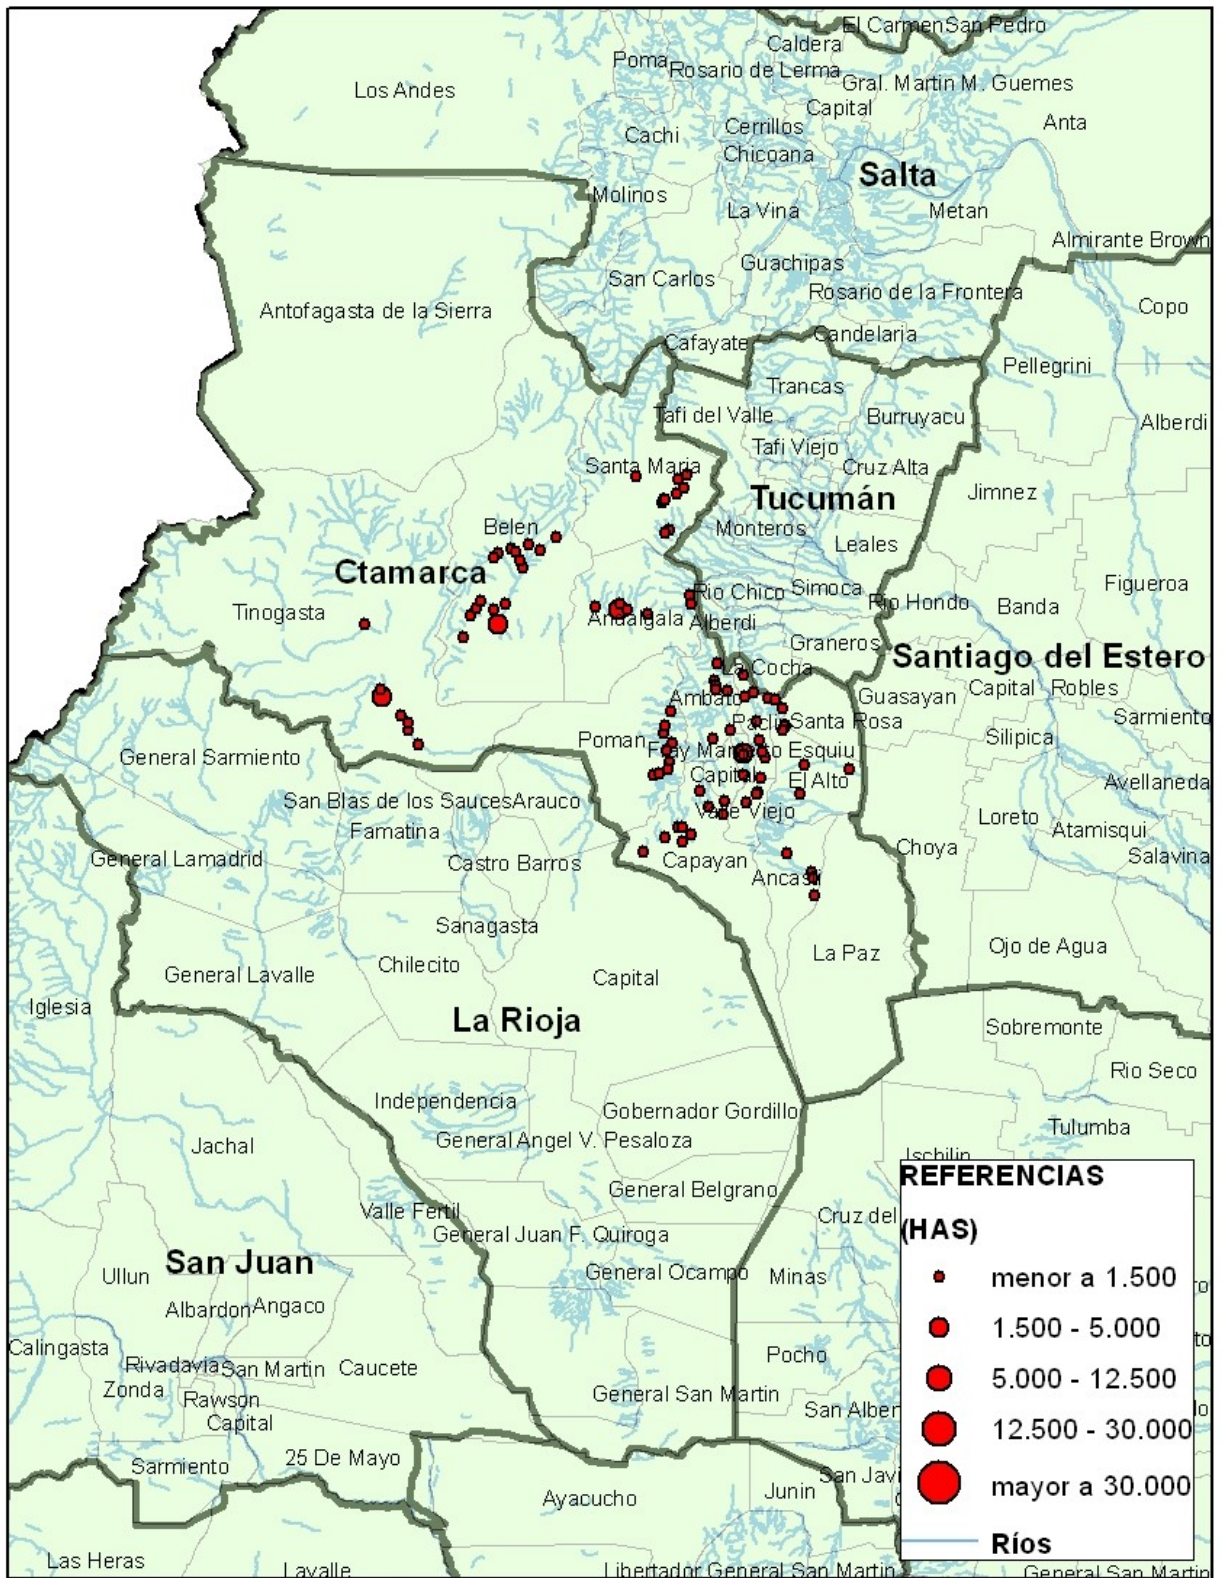 El Carmen
San Pedro
Caldera
Poma
Rosario de Lerma
Los Andes
Gral. Martin M. Guemes
Capital
Anta
Cerrillos
Cachi
Chicoana
Salta
Molinos
La Vina
Metan
Almirante Brown
Guachipas
San Carlos
Rosario de la Frontera
Antofagasta de la Sierra
Copo
Candelaria
Cafayate
Pellegrini
Trancas
Tafi del Valle
Burruyacu
Alberdi
Tafi Viejo
Santa Maria
Cruz Alta
Tucumán
Jimnez
Belen
Monteros
Leales
Ctamarca
Figueroa
Rio Chico
Simoca
Rio Hondo
Banda
Tinogasta
Andalgala
Alberdi
Graneros
Santiago del Estero
La Cocha
Capital
Robles
Ambato
Guasayan
Sarmiento
Santa Rosa
Poman
Silipica
Esquiu
General Sarmiento
Capital
El Alto
Avellaneda
San Blas de los Sauces
Arauco
Valle Viejo
Loreto
Famatina
Atamisqui
Choya
Salavina
General Lamadrid
Castro Barros
Capayan
Sanagasta
La Paz
Ojo de Agua
Chilecito
General Lavalle
Capital
Iglesia
La Rioja
Sobremonte
Rio Seco
Independencia
Gobernador Gordillo
Tulumba
Jachal
General Angel V. Pesaloza
Ischilin
General Belgrano
Valle Fertil
Cruz del
General Juan F. Quiroga
San Juan
Ullun
General Ocampo
Minas
Albardon
Angaco
Calingasta
Pocho
Rivadavia
San Martin
Caucete
Zonda
Rawson
General San Martin
Capital
San Alber
25 De Mayo
Sarmiento
San Javi
Junin
Ayacucho
Las Heras
Lavalle
Libertador General San Martin
General San Martin
REFERENCIAS
(HAS)
menor a 1.500
1.500 - 5.000
5.000 - 12.500
12.500 - 30.000
mayor a 30.000
Ríos